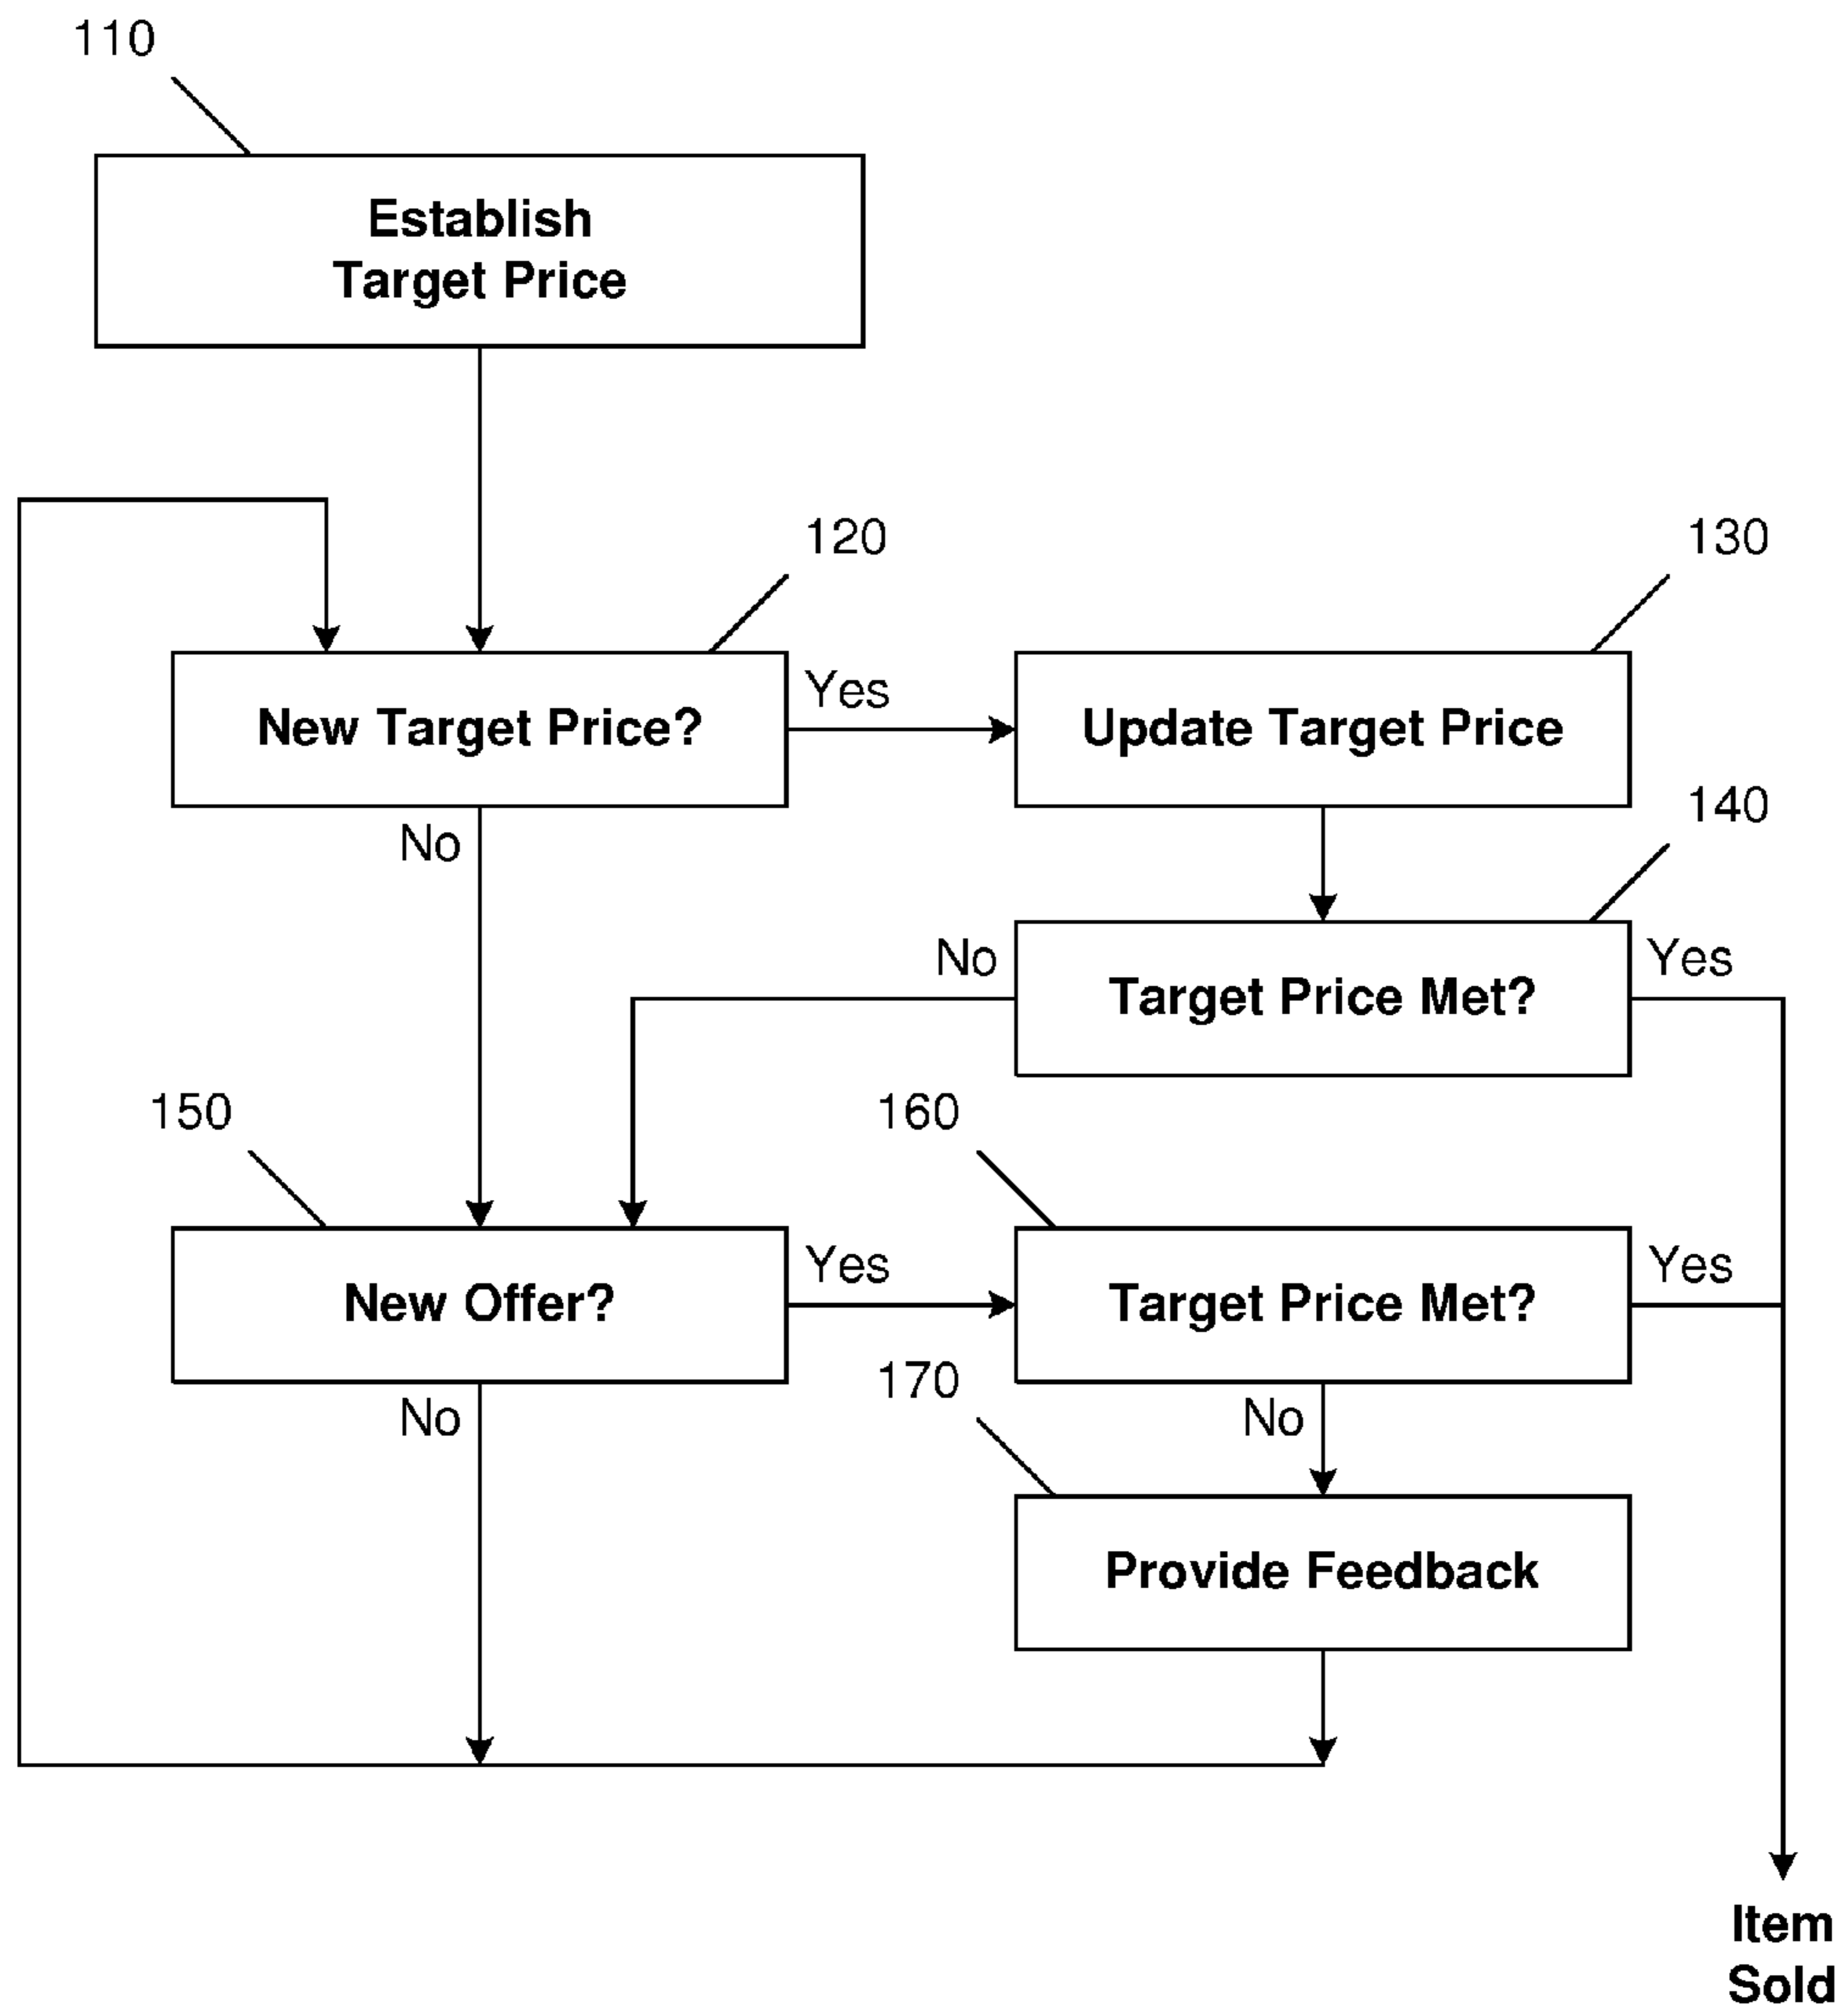 110
Establish
Target Price
120
130
New Target Price?
Yes
Update Target Price
No
140
No
Target Price Met?
Yes
150
160
New Offer?
Yes
Target Price Met?
Yes
No
170
No
Provide Feedback
Item
Sold